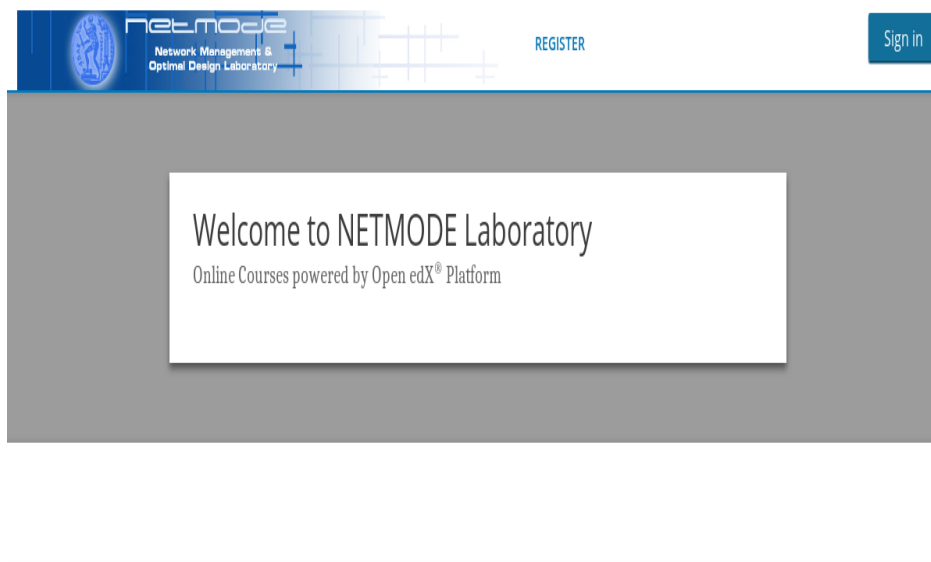 netmode
Network Management &
Optimal Design Laboratory
REGISTER
Sign in
Welcome to NETMODE Laboratory
Online Courses powered by Open edX® Platform